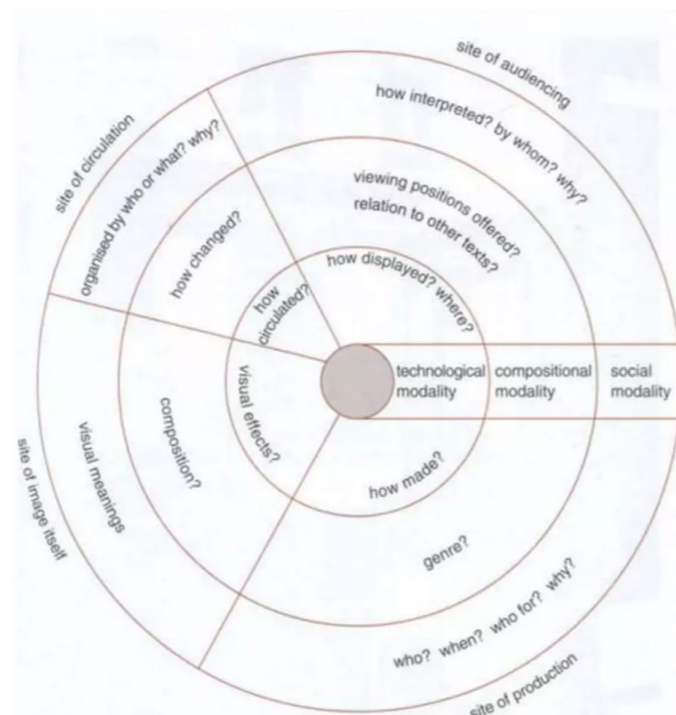 site of audiencing
how interpreted? by whom? why?
viewing positions offered?
relation to other texts?
how displayed? where?
site of circulation
organised by who or what? why?
how changed?
how
circulated?
technological
modality
compositional
modality
social
modality
site of image itself
visual meanings
composition?
visual effects?
how made?
genre?
who? when? who for? why?
site of production